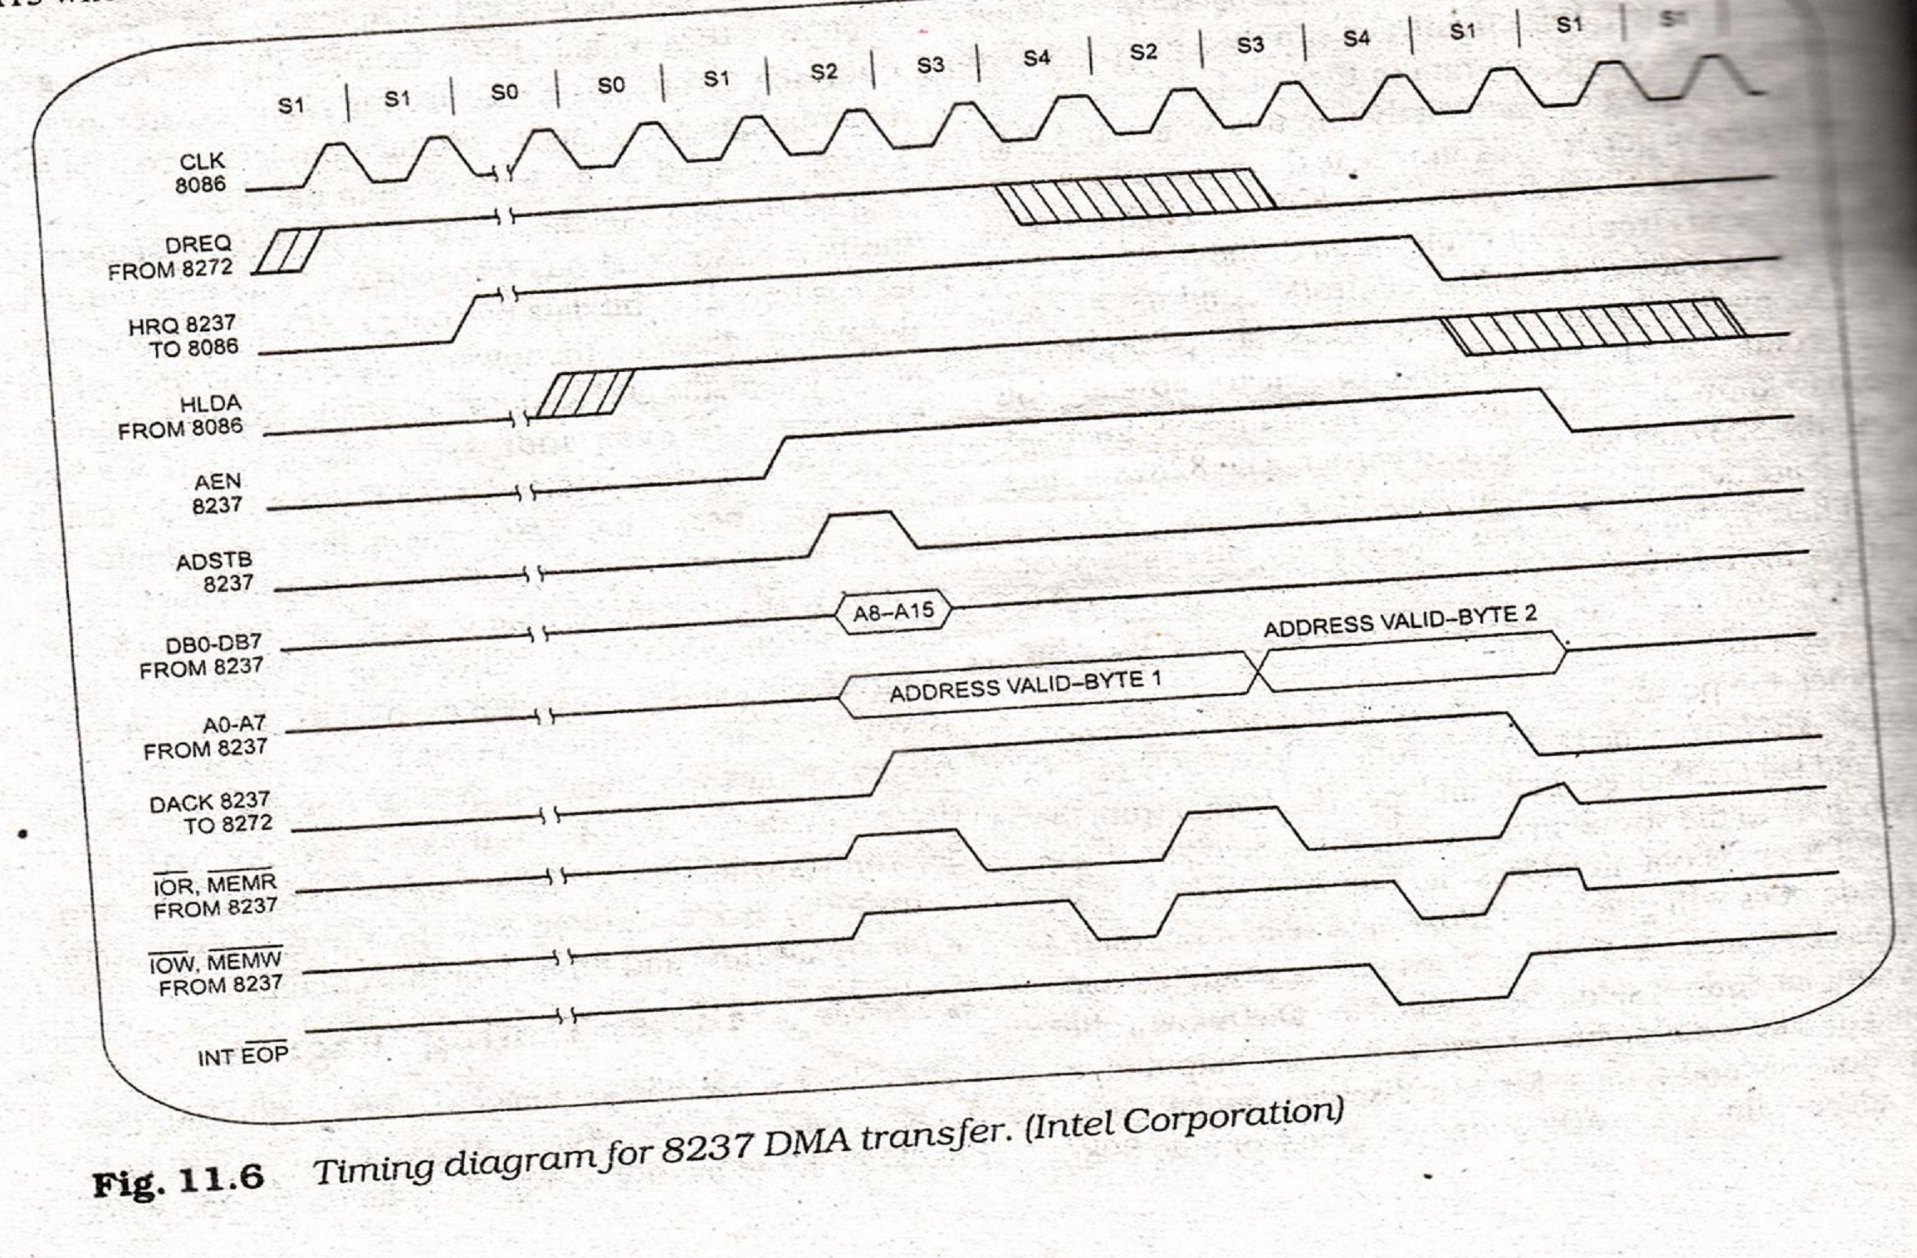 S1 | S1 | S0 | S0 | S1 | S2 | S3 | S4 | S2 | S3 | S4 | S1 | S1 |
CLK
8086
DREQ
FROM 8272
HRQ 8237
TO 8086
HLDA
FROM 8086
AEN
8237
ADSTB
8237
A8–A15
DB0-DB7
FROM 8237
ADDRESS VALID–BYTE 2
ADDRESS VALID–BYTE 1
A0-A7
FROM 8237
DACK 8237
TO 8272
IOR, MEMR
FROM 8237
IOW, MEMW
FROM 8237
INT EOP
Fig. 11.6 Timing diagram for 8237 DMA transfer. (Intel Corporation)